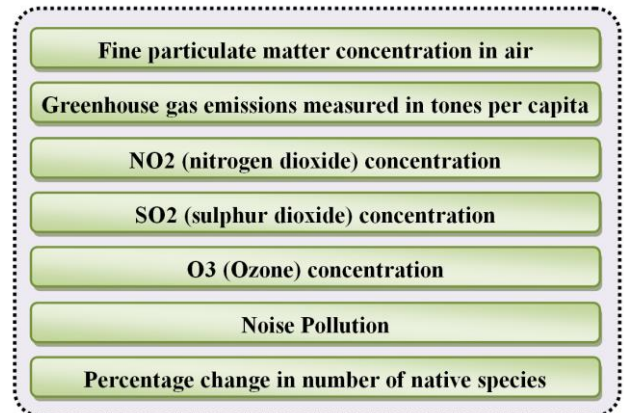 Fine particulate matter concentration in air
Greenhouse gas emissions measured in tones per capita
NO2 (nitrogen dioxide) concentration
SO2 (sulphur dioxide) concentration
O3 (Ozone) concentration
Noise Pollution
Percentage change in number of native species